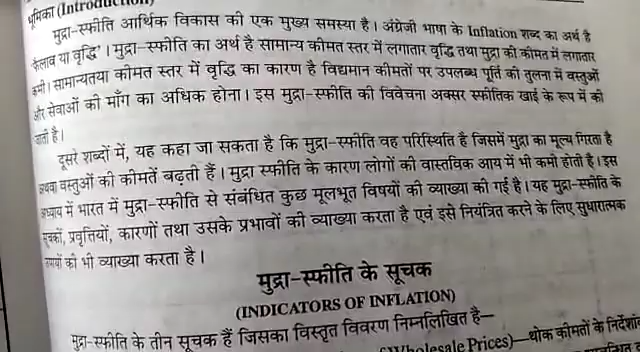 भूमिका (Introduction)
मुद्रा-स्फीति आर्थिक विकास की एक मुख्य समस्या है। अंग्रेजी भाषा के Inflation शब्द का अर्थ है
'फैलाव या वृद्धि'। मुद्रा-स्फीति का अर्थ है सामान्य कीमत स्तर में लगातार वृद्धि तथा मुद्रा की कीमत में लगातार
कमी। सामान्यतया कीमत स्तर में वृद्धि का कारण है विद्यमान कीमतों पर उपलब्ध पूर्ति की तुलना में वस्तुओं
और सेवाओं की माँग का अधिक होना। इस मुद्रा-स्फीति की विवेचना अक्सर स्फीतिक खाई के रूप में की
जाती है।
दूसरे शब्दों में, यह कहा जा सकता है कि मुद्रा-स्फीति वह परिस्थिति है जिसमें मुद्रा का मूल्य गिरता है
अथवा वस्तुओं की कीमतें बढ़ती हैं। मुद्रा स्फीति के कारण लोगों की वास्तविक आय में भी कमी होती है। इस
अध्याय में भारत में मुद्रा-स्फीति से संबंधित कुछ मूलभूत विषयों की व्याख्या की गई है। यह मुद्रा-स्फीति के
सूचकों, प्रवृत्तियों, कारणों तथा उसके प्रभावों की व्याख्या करता है एवं इसे नियंत्रित करने के लिए सुधारात्मक
उपायों की भी व्याख्या करता है।
मुद्रा-स्फीति के सूचक
(INDICATORS OF INFLATION)
मुद्रा-स्फीति के तीन सूचक हैं जिसका विस्तृत विवरण निम्नलिखित है—
Wholesale Prices)—थोक कीमतों के